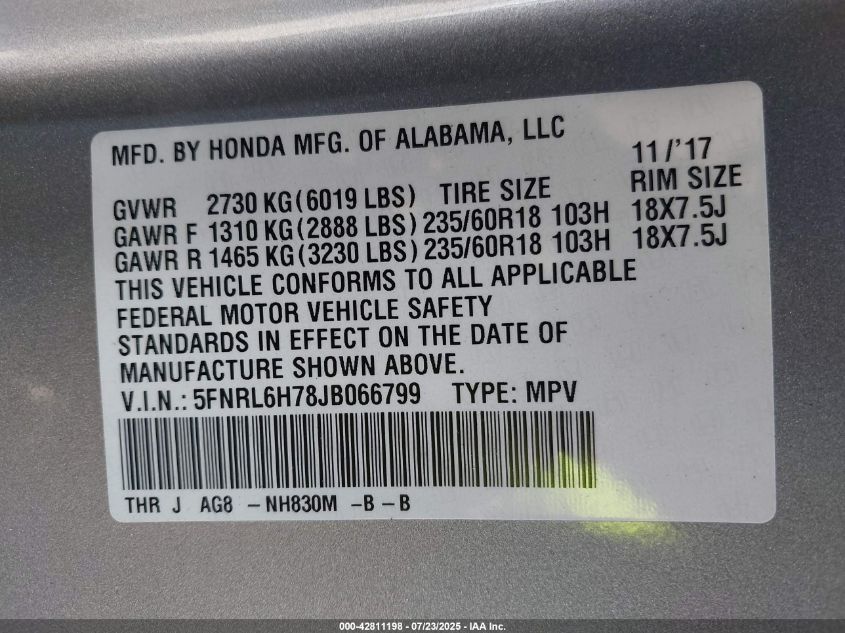 MFD. BY HONDA MFG. OF ALABAMA, LLC 11/'17
GVWR 2730 KG(6019 LBS) TIRE SIZE RIM SIZE
GAWR F 1310 KG(2888 LBS) 235/60R18 103H 18X7.5J
GAWR R 1465 KG(3230 LBS) 235/60R18 103H 18X7.5J
THIS VEHICLE CONFORMS TO ALL APPLICABLE
FEDERAL MOTOR VEHICLE SAFETY
STANDARDS IN EFFECT ON THE DATE OF
MANUFACTURE SHOWN ABOVE.
V.I.N.: 5FNRL6H78JB066799 TYPE: MPV
THR J AG8 -NH830M -B-B
000-42811198 - 07/23/2025 - IAA Inc.